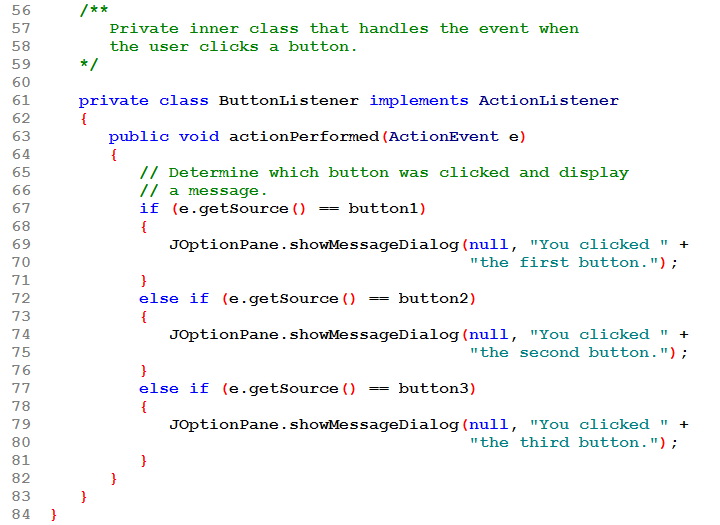 56     /**
57        Private inner class that handles the event when
58        the user clicks a button.
59     */
60
61     private class ButtonListener implements ActionListener
62     {
63        public void actionPerformed(ActionEvent e)
64        {
65           // Determine which button was clicked and display
66           // a message.
67           if (e.getSource() == button1)
68           {
69              JOptionPane.showMessageDialog(null, "You clicked " +
70                                            "the first button.");
71           }
72           else if (e.getSource() == button2)
73           {
74              JOptionPane.showMessageDialog(null, "You clicked " +
75                                            "the second button.");
76           }
77           else if (e.getSource() == button3)
78           {
79              JOptionPane.showMessageDialog(null, "You clicked " +
80                                            "the third button.");
81           }
82        }
83     }
84  }